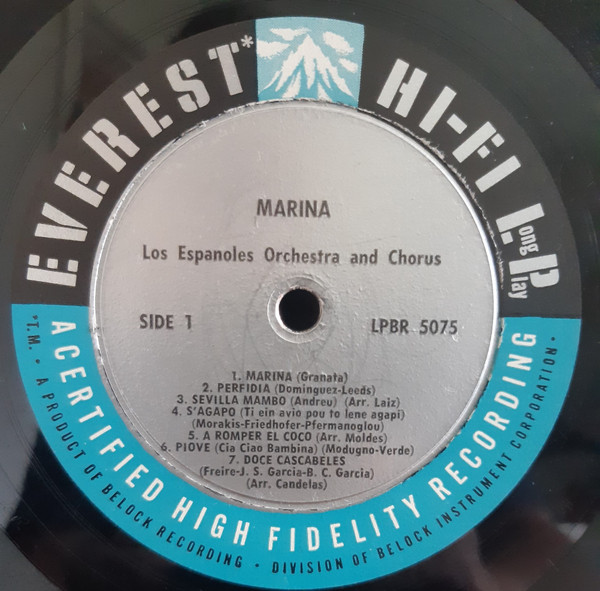 EVEREST*
HI-FI Long Play
MARINA
Los Espanoles Orchestra and Chorus
SIDE 1
LPBR 5075
1. MARINA (Granata)
2. PERFIDIA (Dominguez-Leeds)
3. SEVILLA MAMBO (Andreu) (Arr. Laiz)
4. S'AGAPO (Ti ein avio pou to lene agapi)
(Morakis-Friedhofer-Pfermanoglou)
5. A ROMPER EL COCO (Arr. Moldes)
6. PIOVE (Cia Ciao Bambina) (Modugno-Verde)
7. DOCE CASCABELES
(Freire-J. S. Garcia-B. C. Garcia)
(Arr. Candelas)
A CERTIFIED HIGH FIDELITY RECORDING
*T.M. • A PRODUCT OF BELOCK RECORDING • DIVISION OF BELOCK INSTRUMENT CORPORATION •